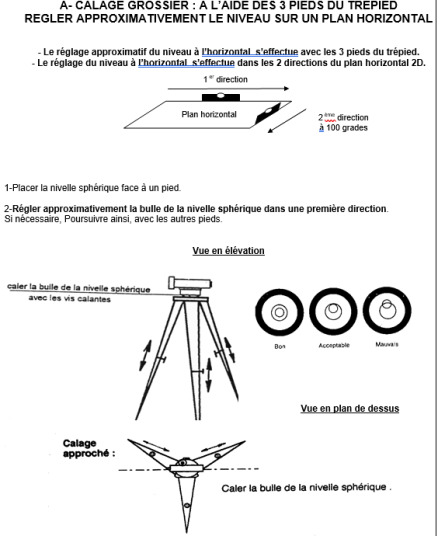 A- CALAGE GROSSIER : A L'AIDE DES 3 PIEDS DU TREPIED
REGLER APPROXIMATIVEMENT LE NIVEAU SUR UN PLAN HORIZONTAL
- Le réglage approximatif du niveau à l'horizontal s'effectue avec les 3 pieds du trépied.
- Le réglage du niveau à l'horizontal s'effectue dans les 2 directions du plan horizontal 2D.
1er direction
Plan horizontal
2ème direction
à 100 grades
1-Placer la nivelle sphérique face à un pied.
2-Régler approximativement la bulle de la nivelle sphérique dans une première direction.
Si nécessaire, Poursuivre ainsi, avec les autres pieds.
Vue en élévation
caler la bulle de la nivelle sphérique
avec les vis calantes
Bon
Acceptable
Mauvais
Vue en plan de dessus
Calage
approché :
Caler la bulle de la nivelle sphérique .